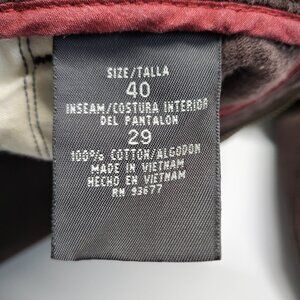 SIZE/TALLA
40
INSEAM/COSTURA INTERIOR
DEL PANTALON
29
100% COTTON/ALGODON
MADE IN VIETNAM
HECHO EN VIETNAM
RN 93677